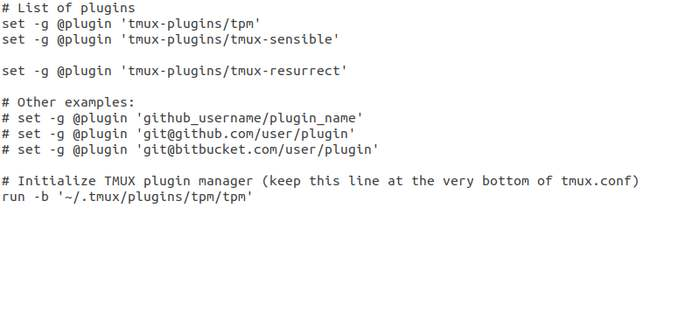 # List of plugins
set -g @plugin 'tmux-plugins/tpm'
set -g @plugin 'tmux-plugins/tmux-sensible'
set -g @plugin 'tmux-plugins/tmux-resurrect'
# Other examples:
# set -g @plugin 'github_username/plugin_name'
# set -g @plugin 'git@github.com/user/plugin'
# set -g @plugin 'git@bitbucket.com/user/plugin'
# Initialize TMUX plugin manager (keep this line at the very bottom of tmux.conf)
run -b '~/.tmux/plugins/tpm/tpm'